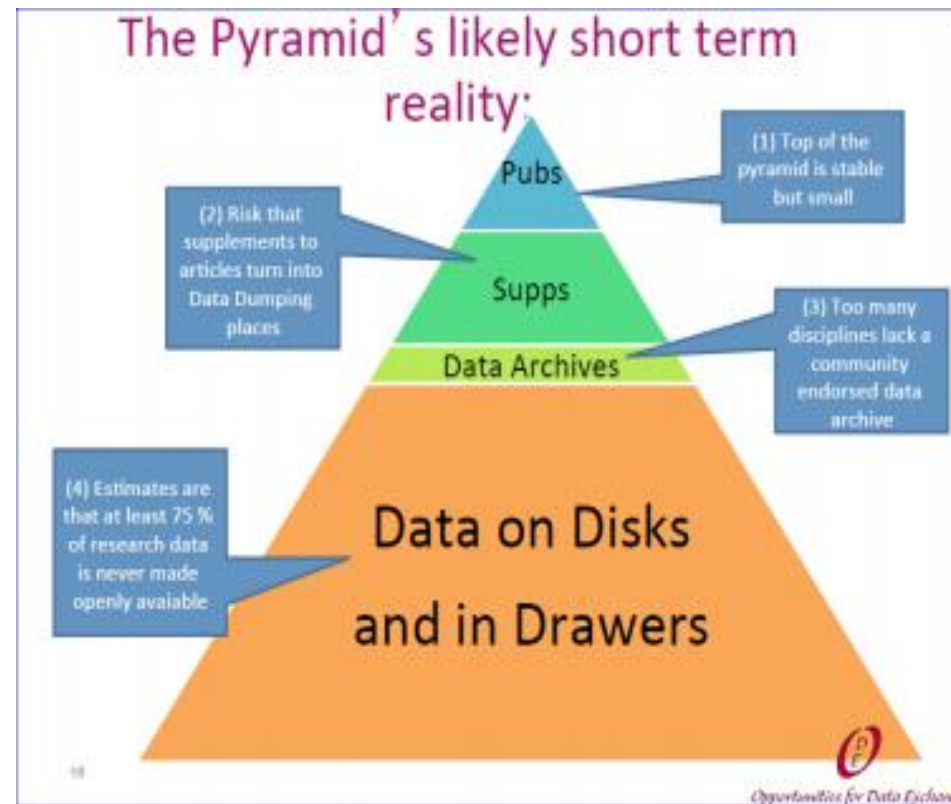 The Pyramid's likely short term
reality:
Pubs
(1) Top of the
pyramid is stable
but small
(2) Risk that
supplements to
articles turn into
Data Dumping
places
Supps
(3) Too many
disciplines lack a
community
endorsed data
archive
Data Archives
(4) Estimates are
that at least 75 %
of research data
is never made
openly avaiable
Data on Disks
and in Drawers
Opportunities for Data Exchan